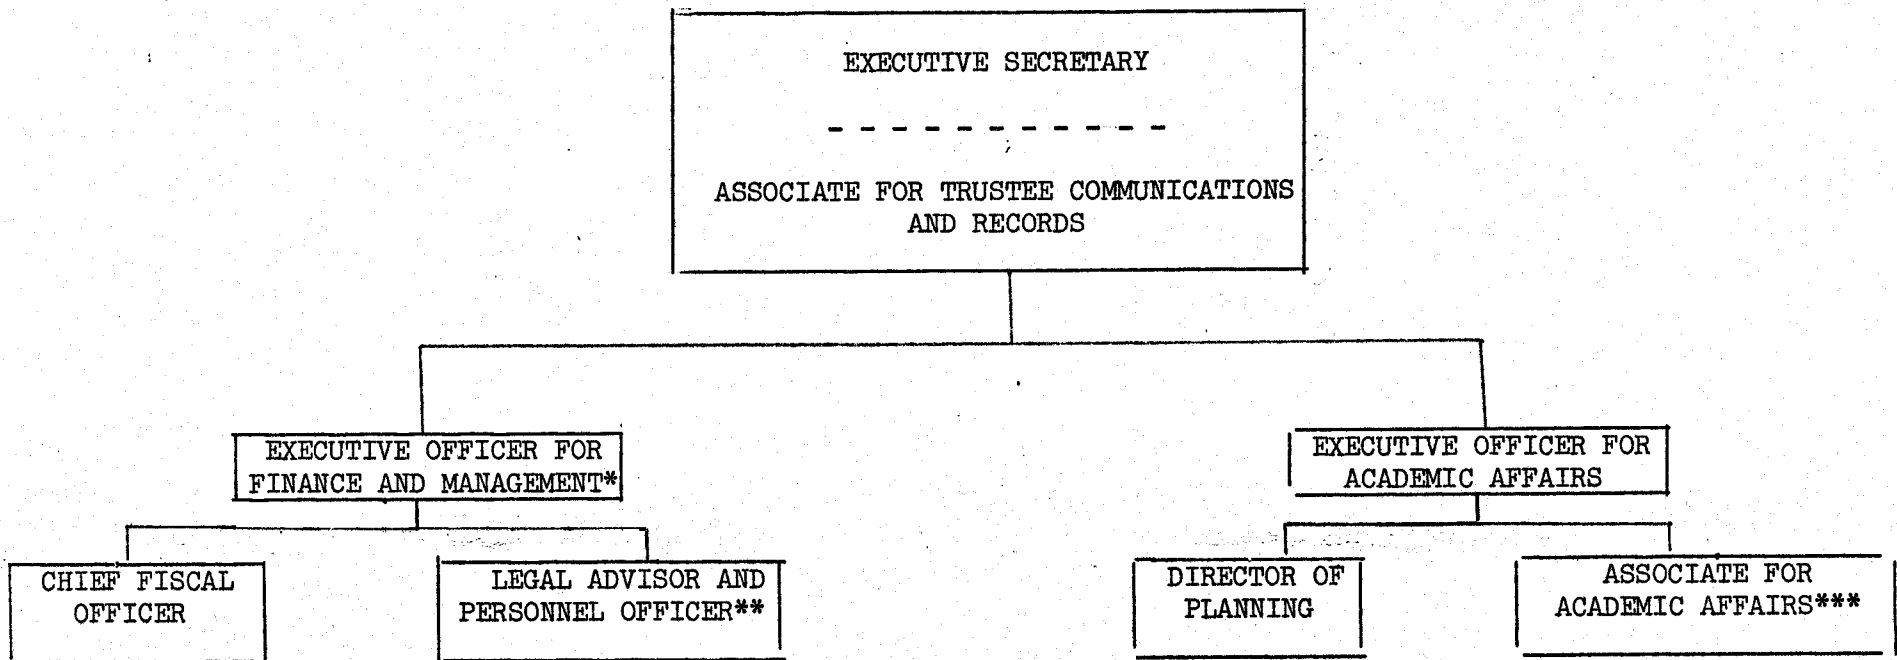 EXECUTIVE SECRETARY
- - - - - - - - - - -
ASSOCIATE FOR TRUSTEE COMMUNICATIONS
AND RECORDS
EXECUTIVE OFFICER FOR
FINANCE AND MANAGEMENT*
EXECUTIVE OFFICER FOR
ACADEMIC AFFAIRS
CHIEF FISCAL
OFFICER
LEGAL ADVISOR AND
PERSONNEL OFFICER**
DIRECTOR OF
PLANNING
ASSOCIATE FOR
ACADEMIC AFFAIRS***